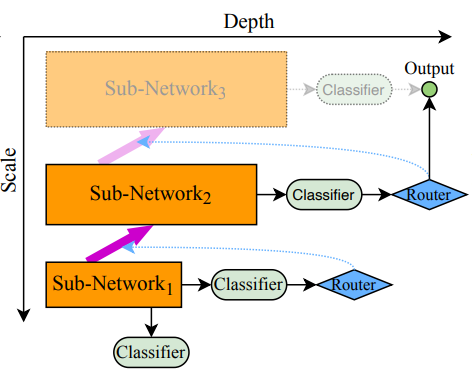 Depth
Output
Sub-Network3
Classifier
Scale
Sub-Network2
Classifier
Router
Sub-Network1
Classifier
Router
Classifier